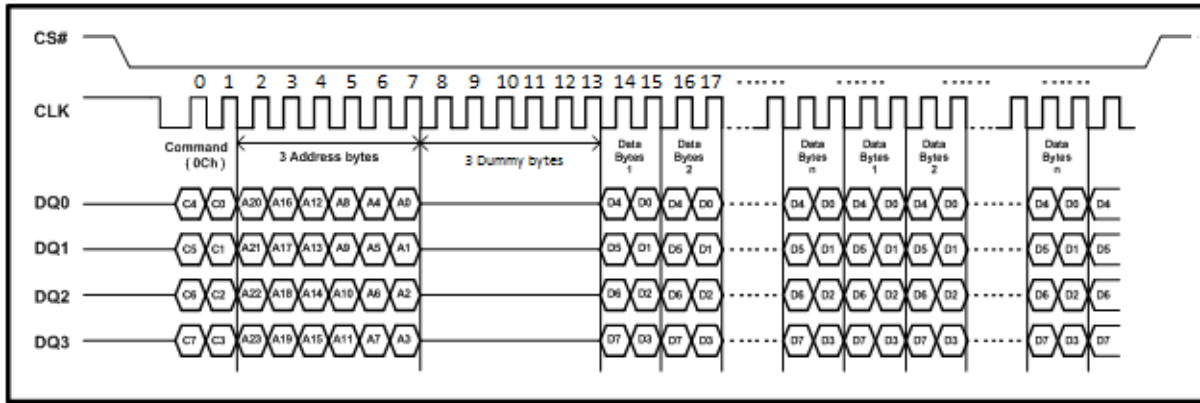 CS#
0 1 2 3 4 5 6 7 8 9 10 11 12 13 14 15 16 17
CLK
Command
( 0Ch )
3 Address bytes
3 Dummy bytes
Data Bytes 1
Data Bytes 2
Data Bytes n
Data Bytes 1
Data Bytes 2
Data Bytes n
DQ0 C4 C0 A20 A16 A12 A8 A4 A0 D4 D0 D4 D0 D4 D0 D4 D0 D4 D0 D4 D0 D4
DQ1 C5 C1 A21 A17 A13 A9 A5 A1 D5 D1 D5 D1 D5 D1 D5 D1 D5 D1 D5 D1 D5
DQ2 C6 C2 A22 A18 A14 A10 A6 A2 D6 D2 D6 D2 D6 D2 D6 D2 D6 D2 D6 D2 D6
DQ3 C7 C3 A23 A19 A15 A11 A7 A3 D7 D3 D7 D3 D7 D3 D7 D3 D7 D3 D7 D3 D7